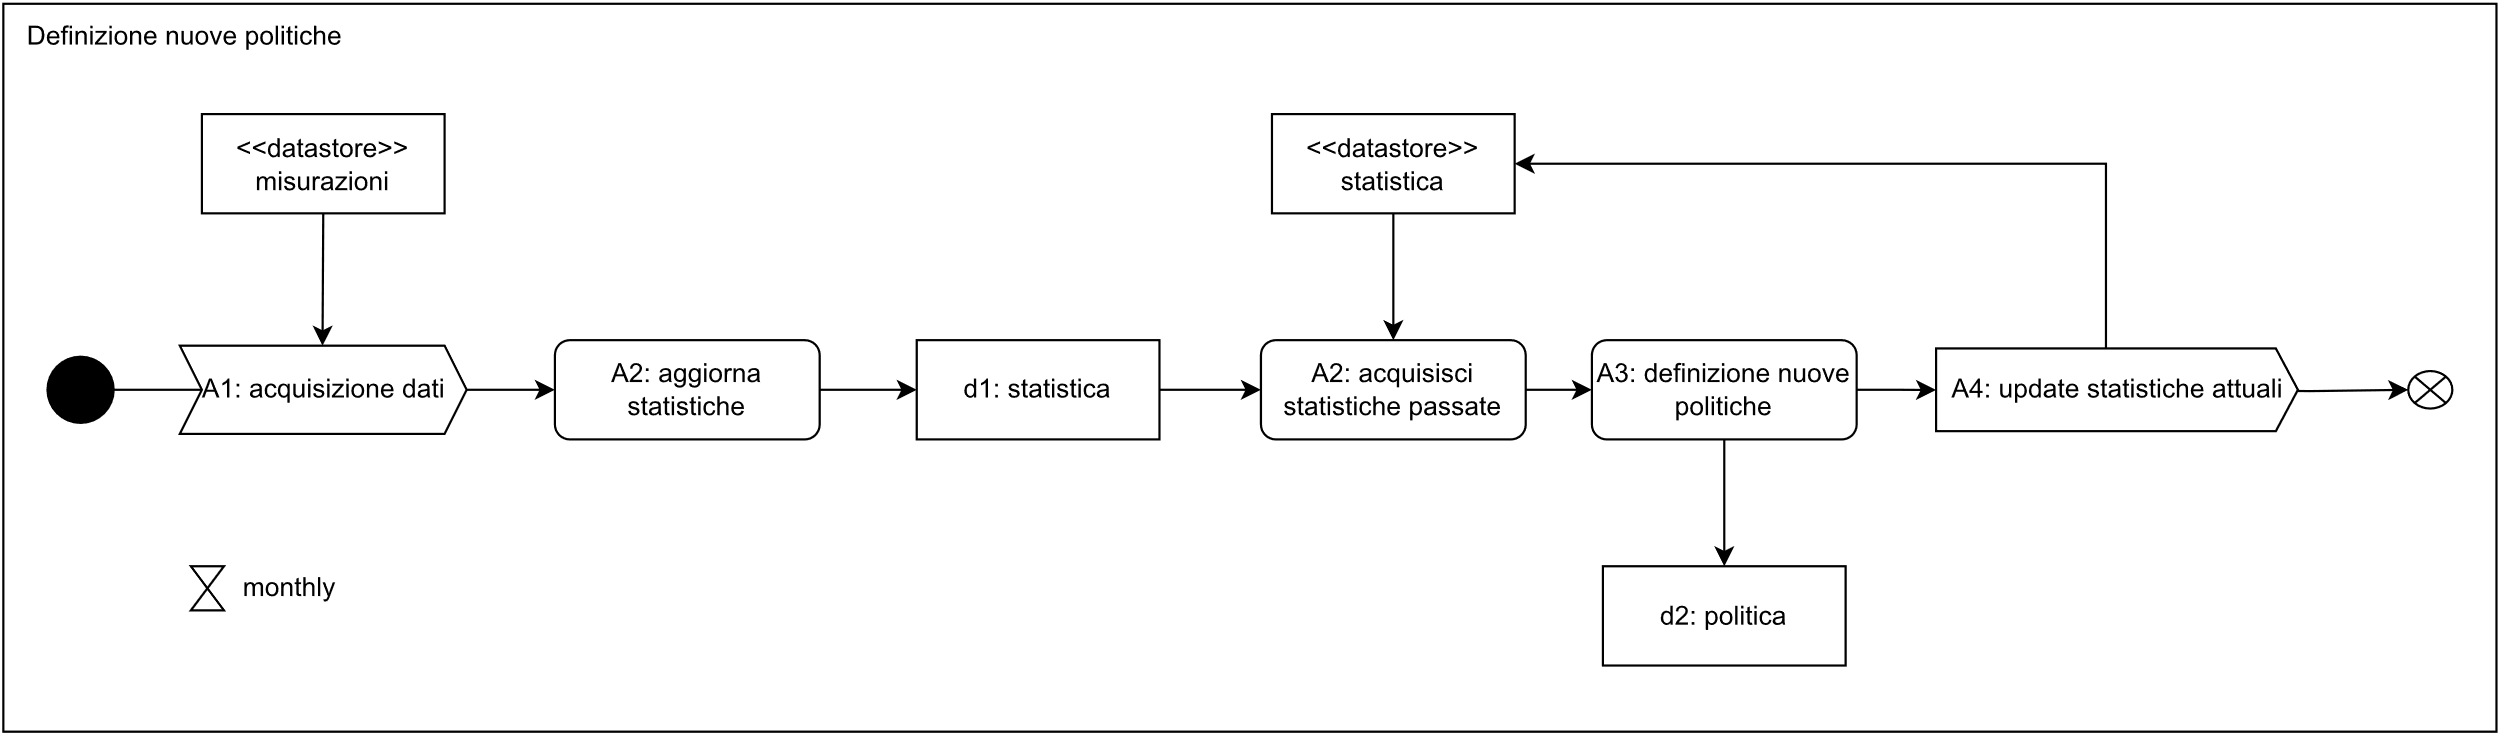 Definizione nuove politiche
<<datastore>>
misurazioni
<<datastore>>
statistica
A1: acquisizione dati
A2: aggiorna
statistiche
d1: statistica
A2: acquisisci
statistiche passate
A3: definizione nuove
politiche
A4: update statistiche attuali
monthly
d2: politica